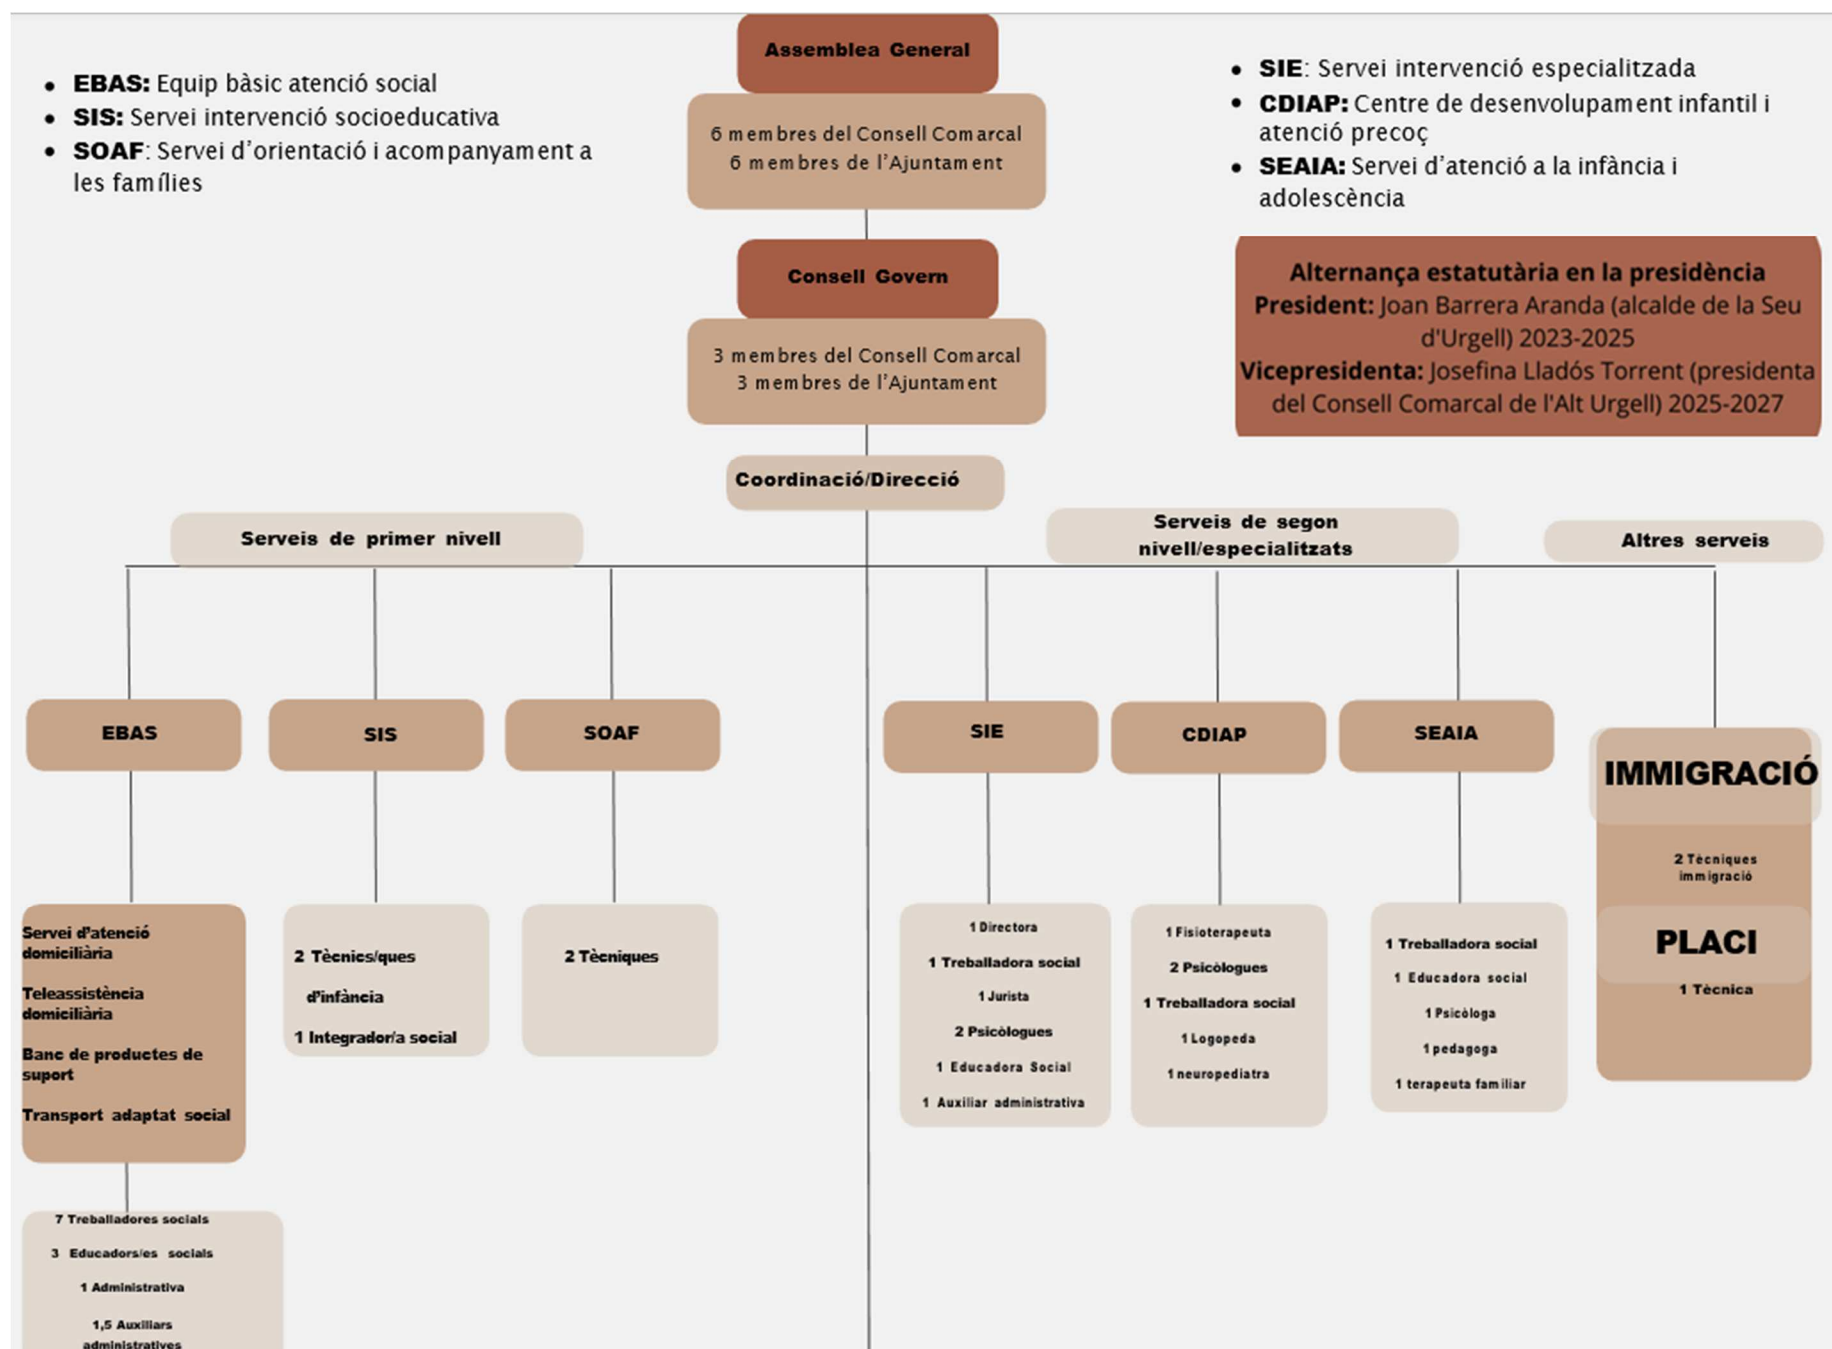 Assemblea General
6 membres del Consell Comarcal
6 membres de l'Ajuntament
• EBAS: Equip bàsic atenció social
• SIS: Servei intervenció socioeducativa
• SOAF: Servei d'orientació i acompanyament a
les famílies
• SIE: Servei intervenció especialitzada
• CDIAP: Centre de desenvolupament infantil i
atenció precoç
• SEAIA: Servei d'atenció a la infància i
adolescència
Consell Govern
3 membres del Consell Comarcal
3 membres de l'Ajuntament
Alternança estatutària en la presidència
President: Joan Barrera Aranda (alcalde de la Seu
d'Urgell) 2023-2025
Vicepresidenta: Josefina Lladós Torrent (presidenta
del Consell Comarcal de l'Alt Urgell) 2025-2027
Coordinació/Direcció
Serveis de primer nivell
Serveis de segon
nivell/especialitzats
Altres serveis
EBAS
Servei d'atenció
domiciliària
Teleassistència
domiciliària
Banc de productes de
suport
Transport adaptat social
7 Treballadores socials
3 Educadors/es socials
1 Administrativa
1,5 Auxiliars
administratives
SIS
2 Tècnics/ques
d'infància
1 Integrador/a social
SOAF
2 Tècniques
SIE
1 Directora
1 Treballadora social
1 Jurista
2 Psicòlogues
1 Educadora Social
1 Auxiliar administrativa
CDIAP
1 Fisioterapeuta
2 Psicòlogues
1 Treballadora social
1 Logopeda
1 neuropediatra
SEAIA
1 Treballadora social
1 Educadora social
1 Psicòloga
1 pedagoga
1 terapeuta familiar
IMMIGRACIÓ
2 Tècniques
immigració
PLACI
1 Tècnica